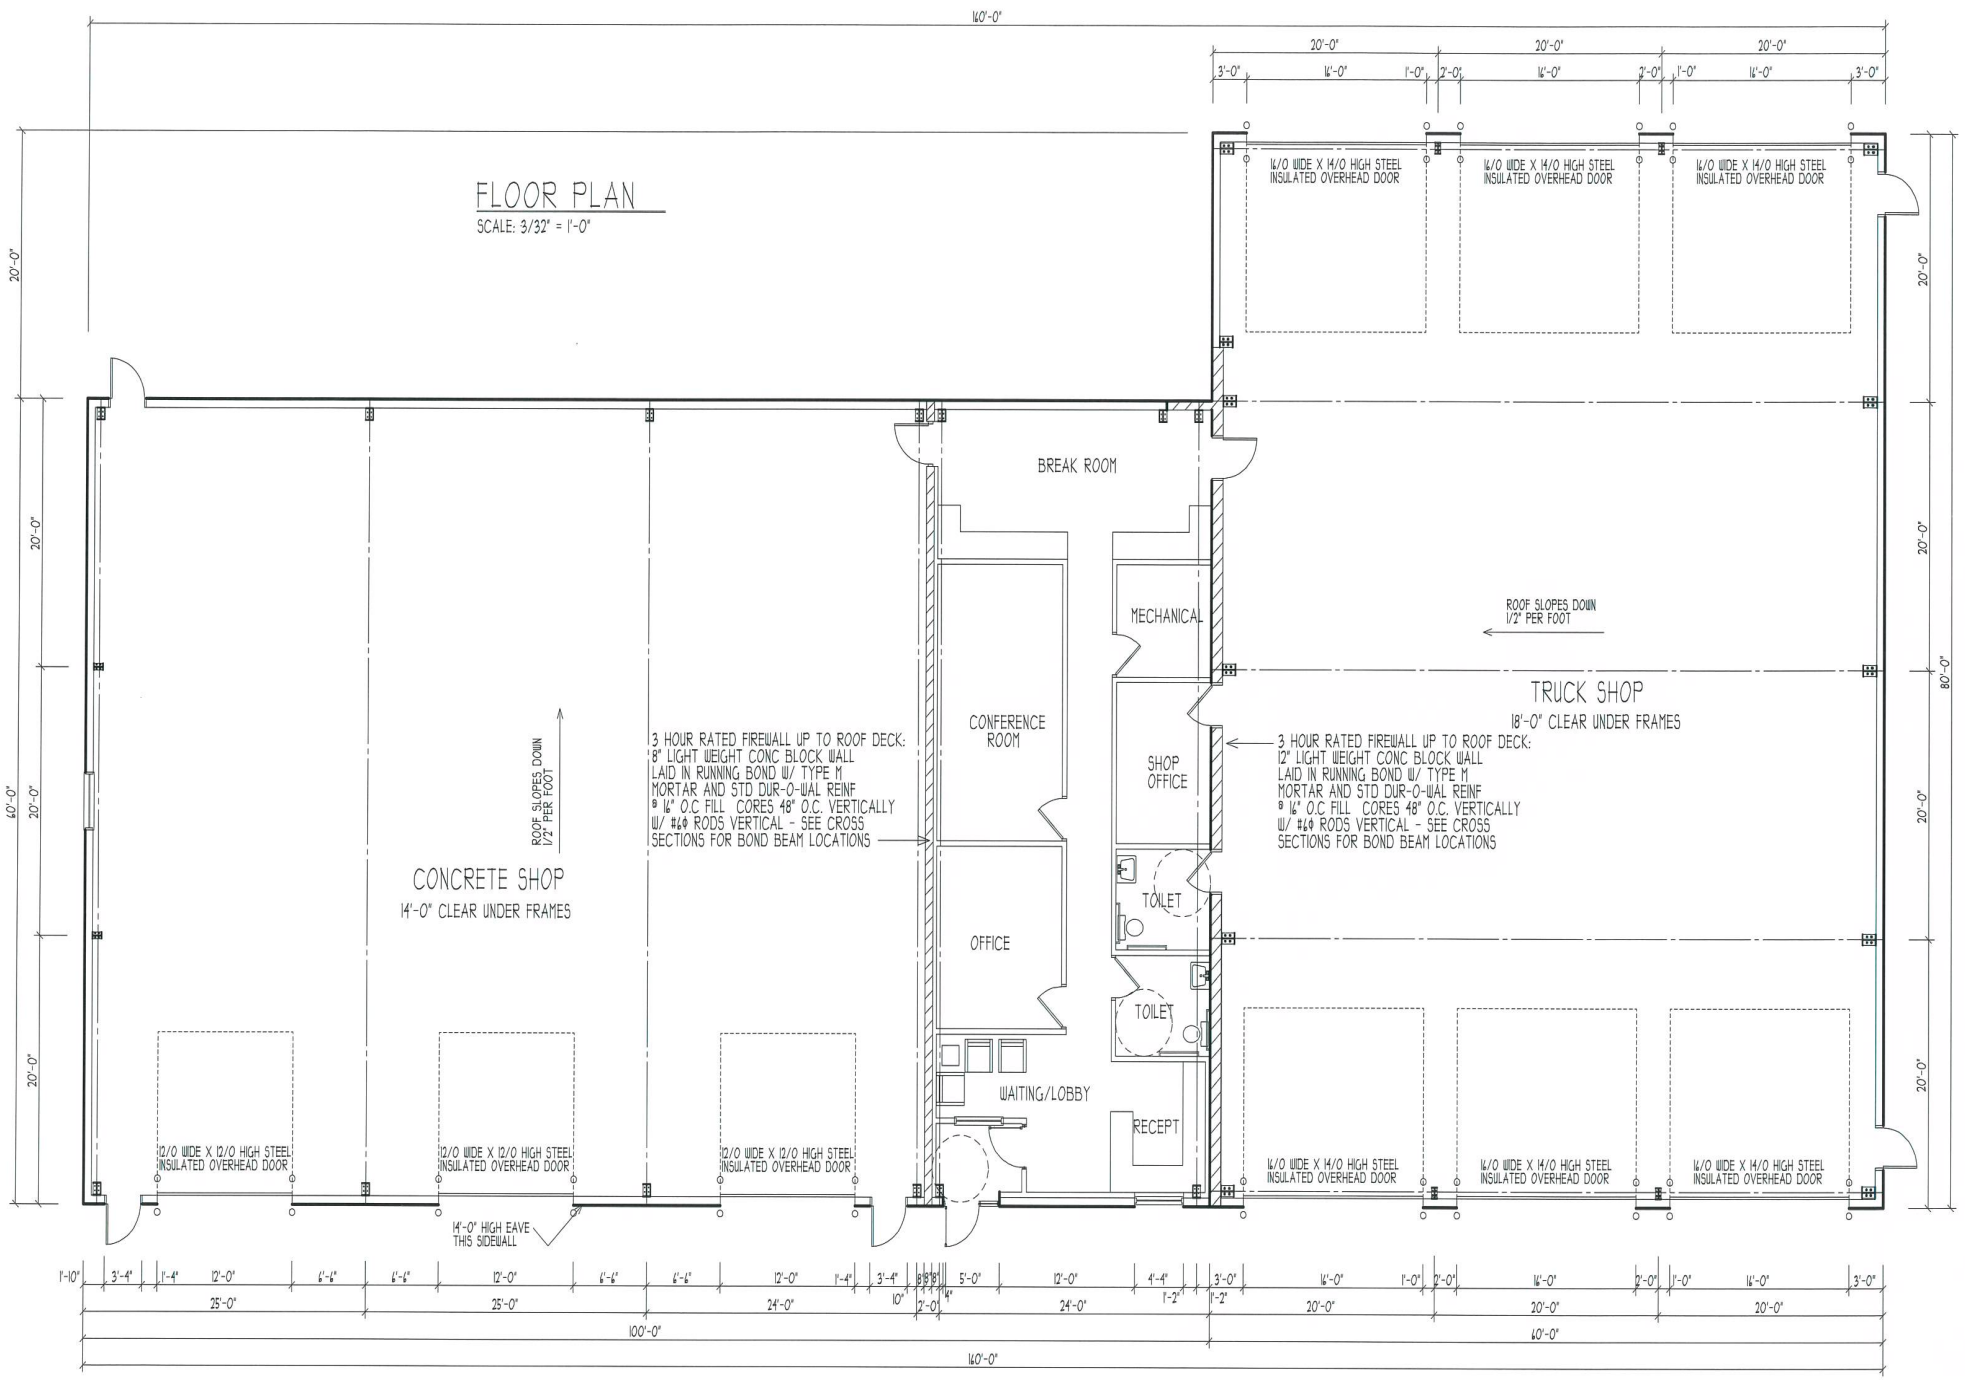 160'-0"
20'-0" 20'-0" 20'-0"
3'-0" 16'-0" 1'-0" 2'-0" 16'-0" 2'-0" 1'-0" 16'-0" 3'-0"
FLOOR PLAN
SCALE: 3/32" = 1'-0"
16/0 WIDE X 14/0 HIGH STEEL
INSULATED OVERHEAD DOOR
16/0 WIDE X 14/0 HIGH STEEL
INSULATED OVERHEAD DOOR
16/0 WIDE X 14/0 HIGH STEEL
INSULATED OVERHEAD DOOR
20'-0"
20'-0"
BREAK ROOM
20'-0"
20'-0"
MECHANICAL
ROOF SLOPES DOWN
1/2" PER FOOT
80'-0"
TRUCK SHOP
18'-0" CLEAR UNDER FRAMES
CONFERENCE
ROOM
3 HOUR RATED FIREWALL UP TO ROOF DECK:
8" LIGHT WEIGHT CONC BLOCK WALL
LAID IN RUNNING BOND W/ TYPE M
MORTAR AND STD DUR-O-WAL REINF
@ 16" O.C FILL CORES 48" O.C. VERTICALLY
W/ #6ϕ RODS VERTICAL - SEE CROSS
SECTIONS FOR BOND BEAM LOCATIONS
3 HOUR RATED FIREWALL UP TO ROOF DECK:
12" LIGHT WEIGHT CONC BLOCK WALL
LAID IN RUNNING BOND W/ TYPE M
MORTAR AND STD DUR-O-WAL REINF
@ 16" O.C FILL CORES 48" O.C. VERTICALLY
W/ #6ϕ RODS VERTICAL - SEE CROSS
SECTIONS FOR BOND BEAM LOCATIONS
SHOP
OFFICE
ROOF SLOPES DOWN
1/2" PER FOOT
60'-0"
20'-0"
20'-0"
CONCRETE SHOP
14'-0" CLEAR UNDER FRAMES
TOILET
OFFICE
TOILET
20'-0"
20'-0"
WAITING/LOBBY
RECEPT
12/0 WIDE X 12/0 HIGH STEEL
INSULATED OVERHEAD DOOR
12/0 WIDE X 12/0 HIGH STEEL
INSULATED OVERHEAD DOOR
12/0 WIDE X 12/0 HIGH STEEL
INSULATED OVERHEAD DOOR
16/0 WIDE X 14/0 HIGH STEEL
INSULATED OVERHEAD DOOR
16/0 WIDE X 14/0 HIGH STEEL
INSULATED OVERHEAD DOOR
16/0 WIDE X 14/0 HIGH STEEL
INSULATED OVERHEAD DOOR
14'-0" HIGH EAVE
THIS SIDEWALL
1'-10" 3'-4" 1'-4" 12'-0" 6'-6" 6'-6" 12'-0" 6'-6" 6'-6" 12'-0" 1'-4" 3'-4" 8" 8" 8" 5'-0" 12'-0" 4'-4" 3'-0" 16'-0" 1'-0" 2'-0" 16'-0" 2'-0" 1'-0" 16'-0" 3'-0"
10" 4" 1'-2" 1'-2"
25'-0" 25'-0" 24'-0" 2'-0" 24'-0" 20'-0" 20'-0" 20'-0"
100'-0" 60'-0"
160'-0"